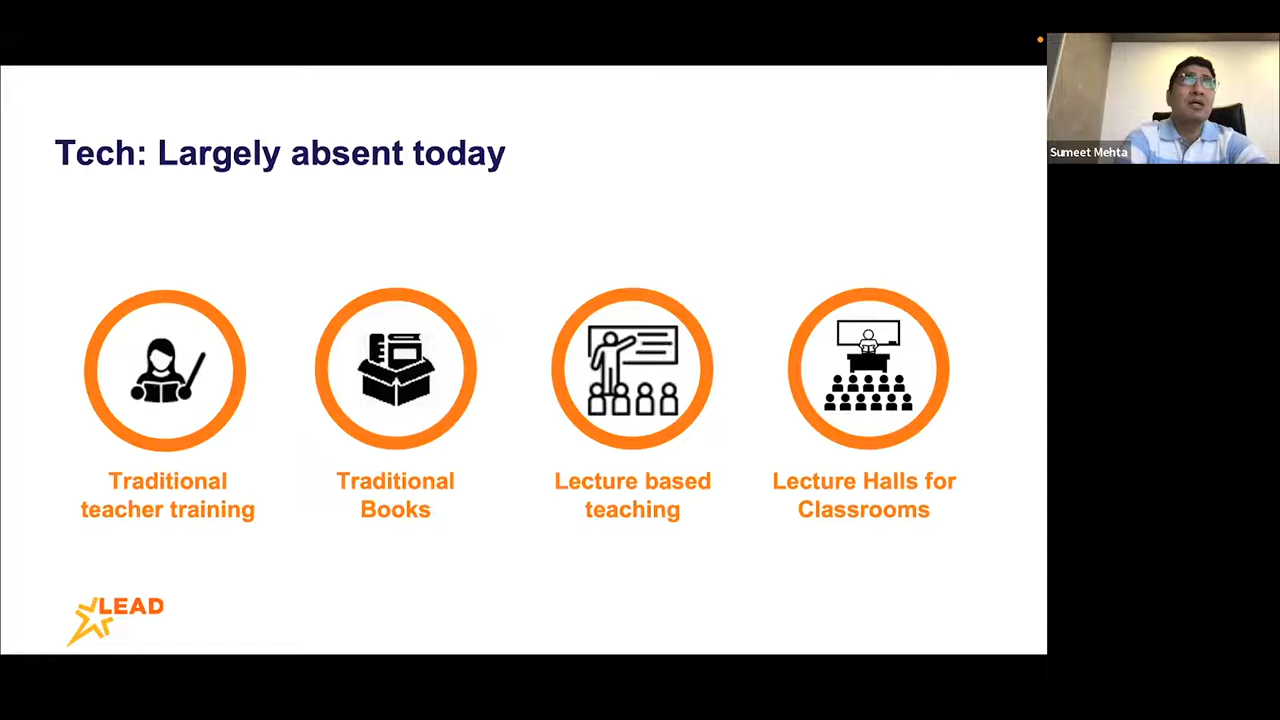 Tech: Largely absent today
Sumeet Mehta
Traditional
teacher training
Traditional
Books
Lecture based
teaching
Lecture Halls for
Classrooms
LEAD